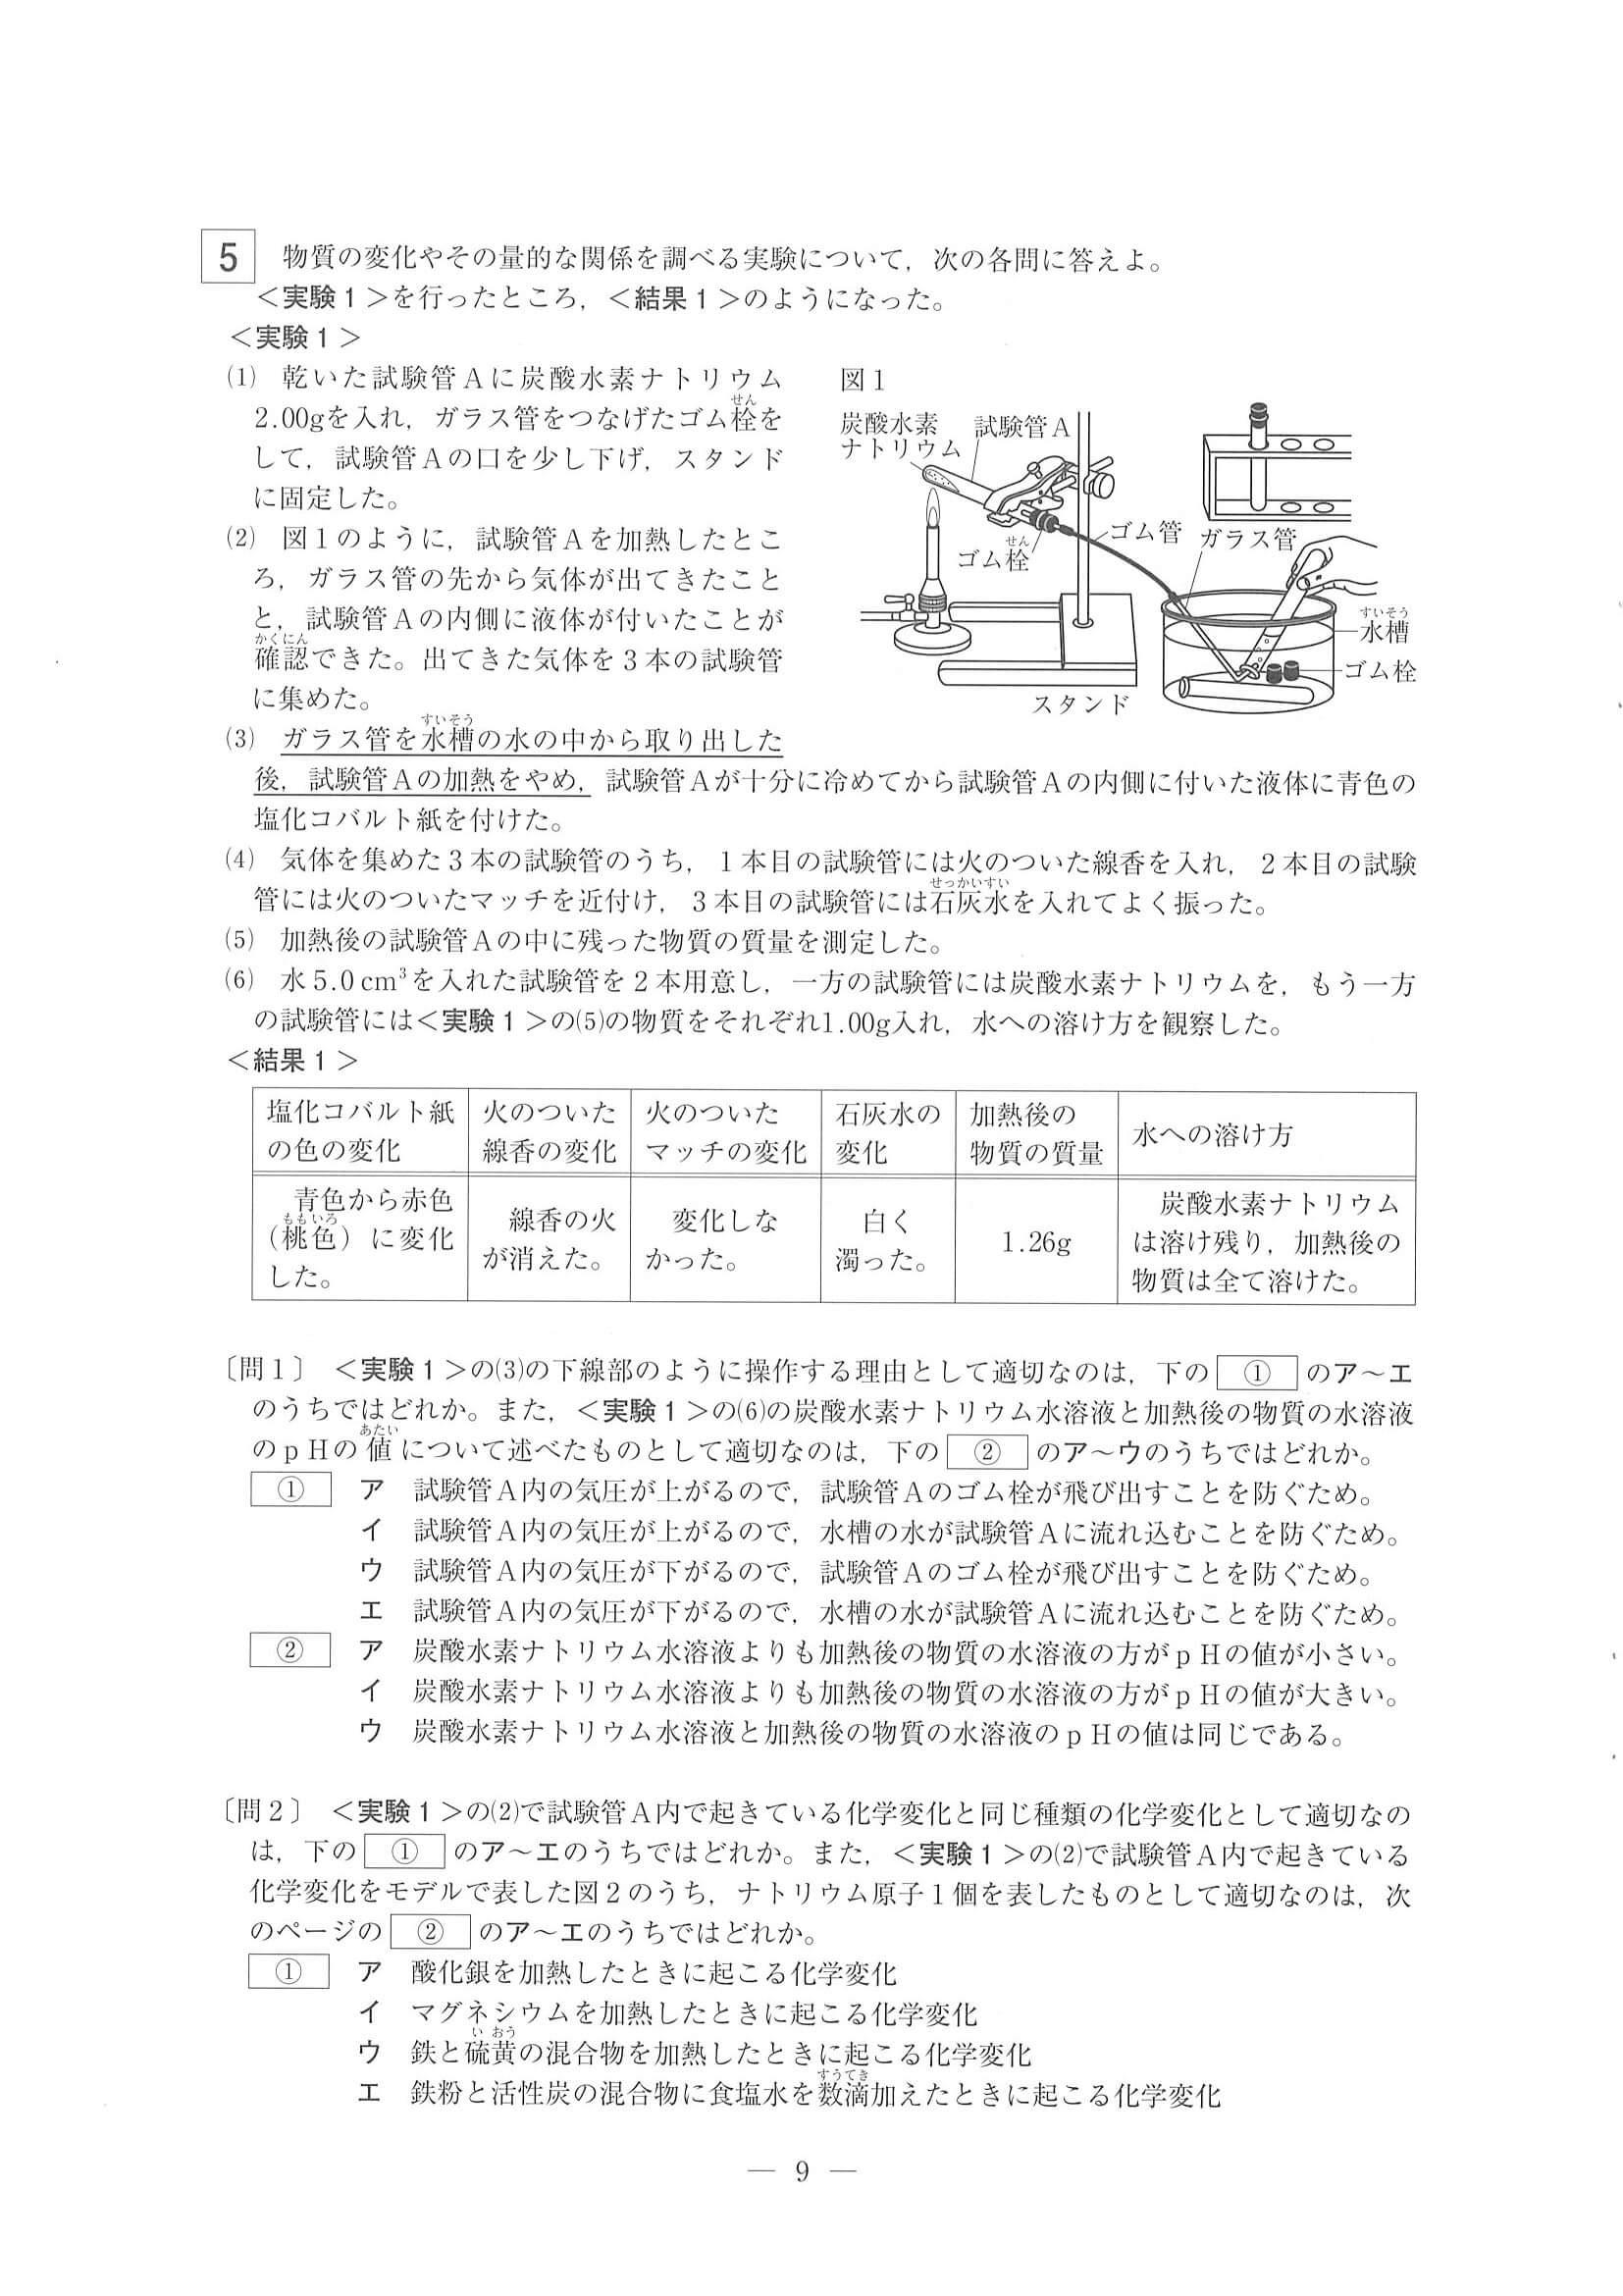 5 物質の変化やその量的な関係を調べる実験について，次の各問に答えよ。
＜実験１＞を行ったところ，＜結果１＞のようになった。
＜実験１＞
(1) 乾いた試験管Ａに炭酸水素ナトリウム
2.00gを入れ，ガラス管をつなげたゴム栓を
せん
して，試験管Ａの口を少し下げ，スタンド
に固定した。
(2) 図１のように，試験管Ａを加熱したとこ
ろ，ガラス管の先から気体が出てきたこと
と，試験管Ａの内側に液体が付いたことが
かくにん
確認できた。出てきた気体を３本の試験管
に集めた。
すいそう
(3) ガラス管を水槽の水の中から取り出した
後，試験管Ａの加熱をやめ，試験管Ａが十分に冷めてから試験管Ａの内側に付いた液体に青色の
塩化コバルト紙を付けた。
図１
炭酸水素
ナトリウム
試験管Ａ
ゴム管
せん
ゴム栓
ガラス管
すいそう
水槽
ゴム栓
スタンド
(4) 気体を集めた３本の試験管のうち，１本目の試験管には火のついた線香を入れ，２本目の試験
せっかいすい
管には火のついたマッチを近付け，３本目の試験管には石灰水を入れてよく振った。
(5) 加熱後の試験管Ａの中に残った物質の質量を測定した。
(6) 水5.0cm³を入れた試験管を２本用意し，一方の試験管には炭酸水素ナトリウムを，もう一方
の試験管には＜実験１＞の(5)の物質をそれぞれ1.00g入れ，水への溶け方を観察した。
＜結果１＞
塩化コバルト紙
の色の変化
火のついた
線香の変化
火のついた
マッチの変化
石灰水の
変化
加熱後の
物質の質量
水への溶け方
青色から赤色
ももいろ
（桃色）に変化
した。
線香の火
が消えた。
変化しな
かった。
白く
濁った。
1.26g
炭酸水素ナトリウム
は溶け残り，加熱後の
物質は全て溶けた。
〔問１〕 ＜実験１＞の(3)の下線部のように操作する理由として適切なのは，下の ① のア～エ
のうちではどれか。また，＜実験１＞の(6)の炭酸水素ナトリウム水溶液と加熱後の物質の水溶液
あたい
のｐＨの値について述べたものとして適切なのは，下の ② のア～ウのうちではどれか。
① ア 試験管Ａ内の気圧が上がるので，試験管Ａのゴム栓が飛び出すことを防ぐため。
イ 試験管Ａ内の気圧が上がるので，水槽の水が試験管Ａに流れ込むことを防ぐため。
ウ 試験管Ａ内の気圧が下がるので，試験管Ａのゴム栓が飛び出すことを防ぐため。
エ 試験管Ａ内の気圧が下がるので，水槽の水が試験管Ａに流れ込むことを防ぐため。
② ア 炭酸水素ナトリウム水溶液よりも加熱後の物質の水溶液の方がｐＨの値が小さい。
イ 炭酸水素ナトリウム水溶液よりも加熱後の物質の水溶液の方がｐＨの値が大きい。
ウ 炭酸水素ナトリウム水溶液と加熱後の物質の水溶液のｐＨの値は同じである。
〔問２〕 ＜実験１＞の(2)で試験管Ａ内で起きている化学変化と同じ種類の化学変化として適切なの
は，下の ① のア～エのうちではどれか。また，＜実験１＞の(2)で試験管Ａ内で起きている
化学変化をモデルで表した図２のうち，ナトリウム原子１個を表したものとして適切なのは，次
のページの ② のア～エのうちではどれか。
① ア 酸化銀を加熱したときに起こる化学変化
イ マグネシウムを加熱したときに起こる化学変化
いおう
ウ 鉄と硫黄の混合物を加熱したときに起こる化学変化
すうてき
エ 鉄粉と活性炭の混合物に食塩水を数滴加えたときに起こる化学変化
― 9 ―